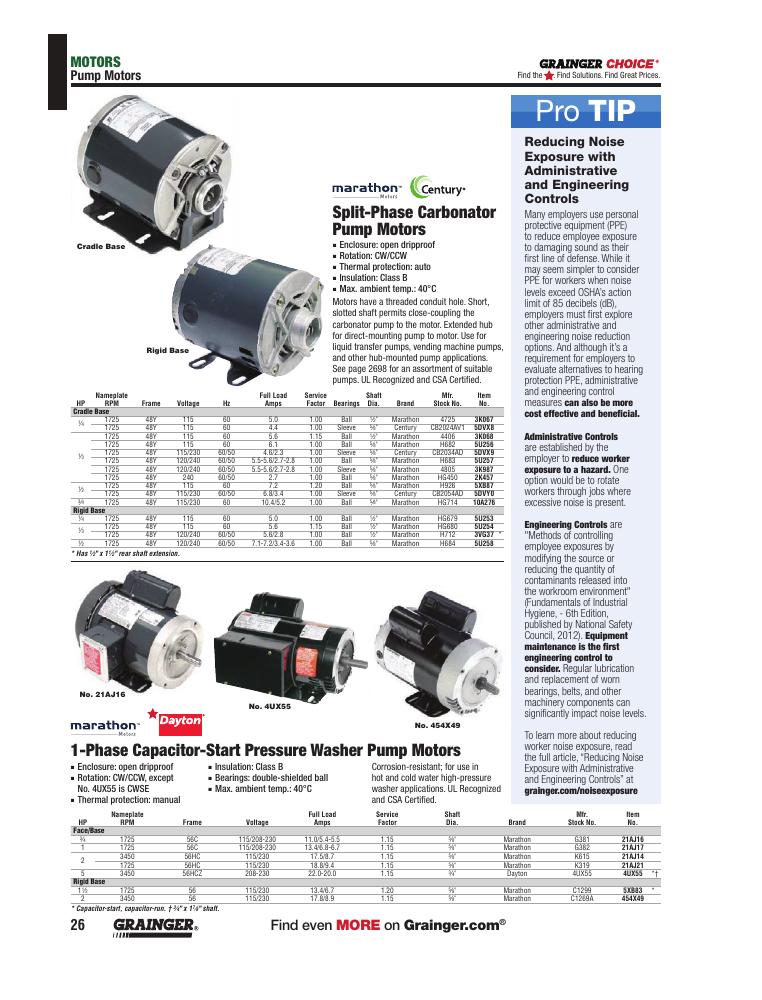 MOTORS
Pump Motors
GRAINGER CHOICE
Find the . Find Solutions. Find Great Prices.
Cradle Base
Rigid Base
marathon™
Motors
Century®
Split-Phase Carbonator
Pump Motors
▪ Enclosure: open dripproof
▪ Rotation: CW/CCW
▪ Thermal protection: auto
▪ Insulation: Class B
▪ Max. ambient temp.: 40°C
Motors have a threaded conduit hole. Short,
slotted shaft permits close-coupling the
carbonator pump to the motor. Extended hub
for direct-mounting pump to motor. Use for
liquid transfer pumps, vending machine pumps,
and other hub-mounted pump applications.
See page 2698 for an assortment of suitable
pumps. UL Recognized and CSA Certified.
HP Nameplate RPM Frame Voltage Hz Full Load Amps Service Factor Bearings Shaft Dia. Brand Mfr. Stock No. Item No.
Cradle Base
¼ 1725 48Y 115 60 5.0 1.00 Ball ½" Marathon 4725 3K067
1725 48Y 115 60 4.4 1.00 Sleeve ⅝" Century CB2024AV1 5DVX8
⅓ 1725 48Y 115 60 5.6 1.15 Ball ½" Marathon 4406 3K068
1725 48Y 115 60 6.1 1.00 Ball ⅝" Marathon H682 5U256
1725 48Y 115/230 60/50 4.6/2.3 1.00 Sleeve ⅝" Century CB2034AD 5DVX9
1725 48Y 120/240 60/50 5.5-5.6/2.7-2.8 1.00 Ball ⅝" Marathon H683 5U257
1725 48Y 120/240 60/50 5.5-5.6/2.7-2.8 1.00 Sleeve ⅝" Marathon 4805 3K987
1725 48Y 240 60 2.7 1.00 Ball ⅝" Marathon HG450 2K457
½ 1725 48Y 115 60 7.2 1.20 Ball ⅝" Marathon H926 5XB87
1725 48Y 115/230 60/50 6.8/3.4 1.00 Sleeve ⅝" Century CB2054AD 5DVY0
¾ 1725 48Y 115/230 60 10.4/5.2 1.00 Ball ⅝" Marathon HG714 10A276
Rigid Base
¼ 1725 48Y 115 60 5.0 1.00 Ball ½" Marathon HG679 5U253
⅓ 1725 48Y 115 60 5.6 1.15 Ball ½" Marathon HG680 5U254
1725 48Y 120/240 60/50 5.6/2.8 1.00 Ball ½" Marathon H712 3VG37 *
½ 1725 48Y 120/240 60/50 7.1-7.2/3.4-3.6 1.00 Ball ⅝" Marathon H684 5U258
* Has ½" x 1½" rear shaft extension.
No. 21AJ16
No. 4UX55
No. 454X49
marathon™
Motors
Dayton®
1-Phase Capacitor-Start Pressure Washer Pump Motors
▪ Enclosure: open dripproof
▪ Rotation: CW/CCW, except
No. 4UX55 is CWSE
▪ Thermal protection: manual
▪ Insulation: Class B
▪ Bearings: double-shielded ball
▪ Max. ambient temp.: 40°C
Corrosion-resistant; for use in
hot and cold water high-pressure
washer applications. UL Recognized
and CSA Certified.
HP Nameplate RPM Frame Voltage Full Load Amps Service Factor Shaft Dia. Brand Mfr. Stock No. Item No.
Face/Base
¾ 1725 56C 115/208-230 11.0/5.4-5.5 1.15 ⅝" Marathon G381 21AJ16
1 1725 56C 115/208-230 13.4/6.8-6.7 1.15 ⅝" Marathon G382 21AJ17
2 3450 56HC 115/230 17.5/8.7 1.15 ⅝" Marathon K615 21AJ14
1725 56HC 115/230 18.8/9.4 1.15 ⅝" Marathon K319 21AJ21
5 3450 56HCZ 208-230 22.0-20.0 1.15 ¾" Dayton 4UX55 4UX55 *†
Rigid Base
1½ 1725 56 115/230 13.4/6.7 1.20 ⅝" Marathon C1299 5XB83 *
2 3450 56 115/230 17.8/8.9 1.15 ⅝" Marathon C1269A 454X49
* Capacitor-start, capacitor-run. † ¾" x 1⅞" shaft.
Pro TIP
Reducing Noise
Exposure with
Administrative
and Engineering
Controls
Many employers use personal
protective equipment (PPE)
to reduce employee exposure
to damaging sound as their
first line of defense. While it
may seem simpler to consider
PPE for workers when noise
levels exceed OSHA's action
limit of 85 decibels (dB),
employers must first explore
other administrative and
engineering noise reduction
options. And although it's a
requirement for employers to
evaluate alternatives to hearing
protection PPE, administrative
and engineering control
measures can also be more
cost effective and beneficial.
Administrative Controls
are established by the
employer to reduce worker
exposure to a hazard. One
option would be to rotate
workers through jobs where
excessive noise is present.
Engineering Controls are
"Methods of controlling
employee exposures by
modifying the source or
reducing the quantity of
contaminants released into
the workroom environment"
(Fundamentals of Industrial
Hygiene, - 6th Edition,
published by National Safety
Council, 2012). Equipment
maintenance is the first
engineering control to
consider. Regular lubrication
and replacement of worn
bearings, belts, and other
machinery components can
significantly impact noise levels.
To learn more about reducing
worker noise exposure, read
the full article, "Reducing Noise
Exposure with Administrative
and Engineering Controls" at
grainger.com/noiseexposure
26
GRAINGER®
Find even MORE on Grainger.com®